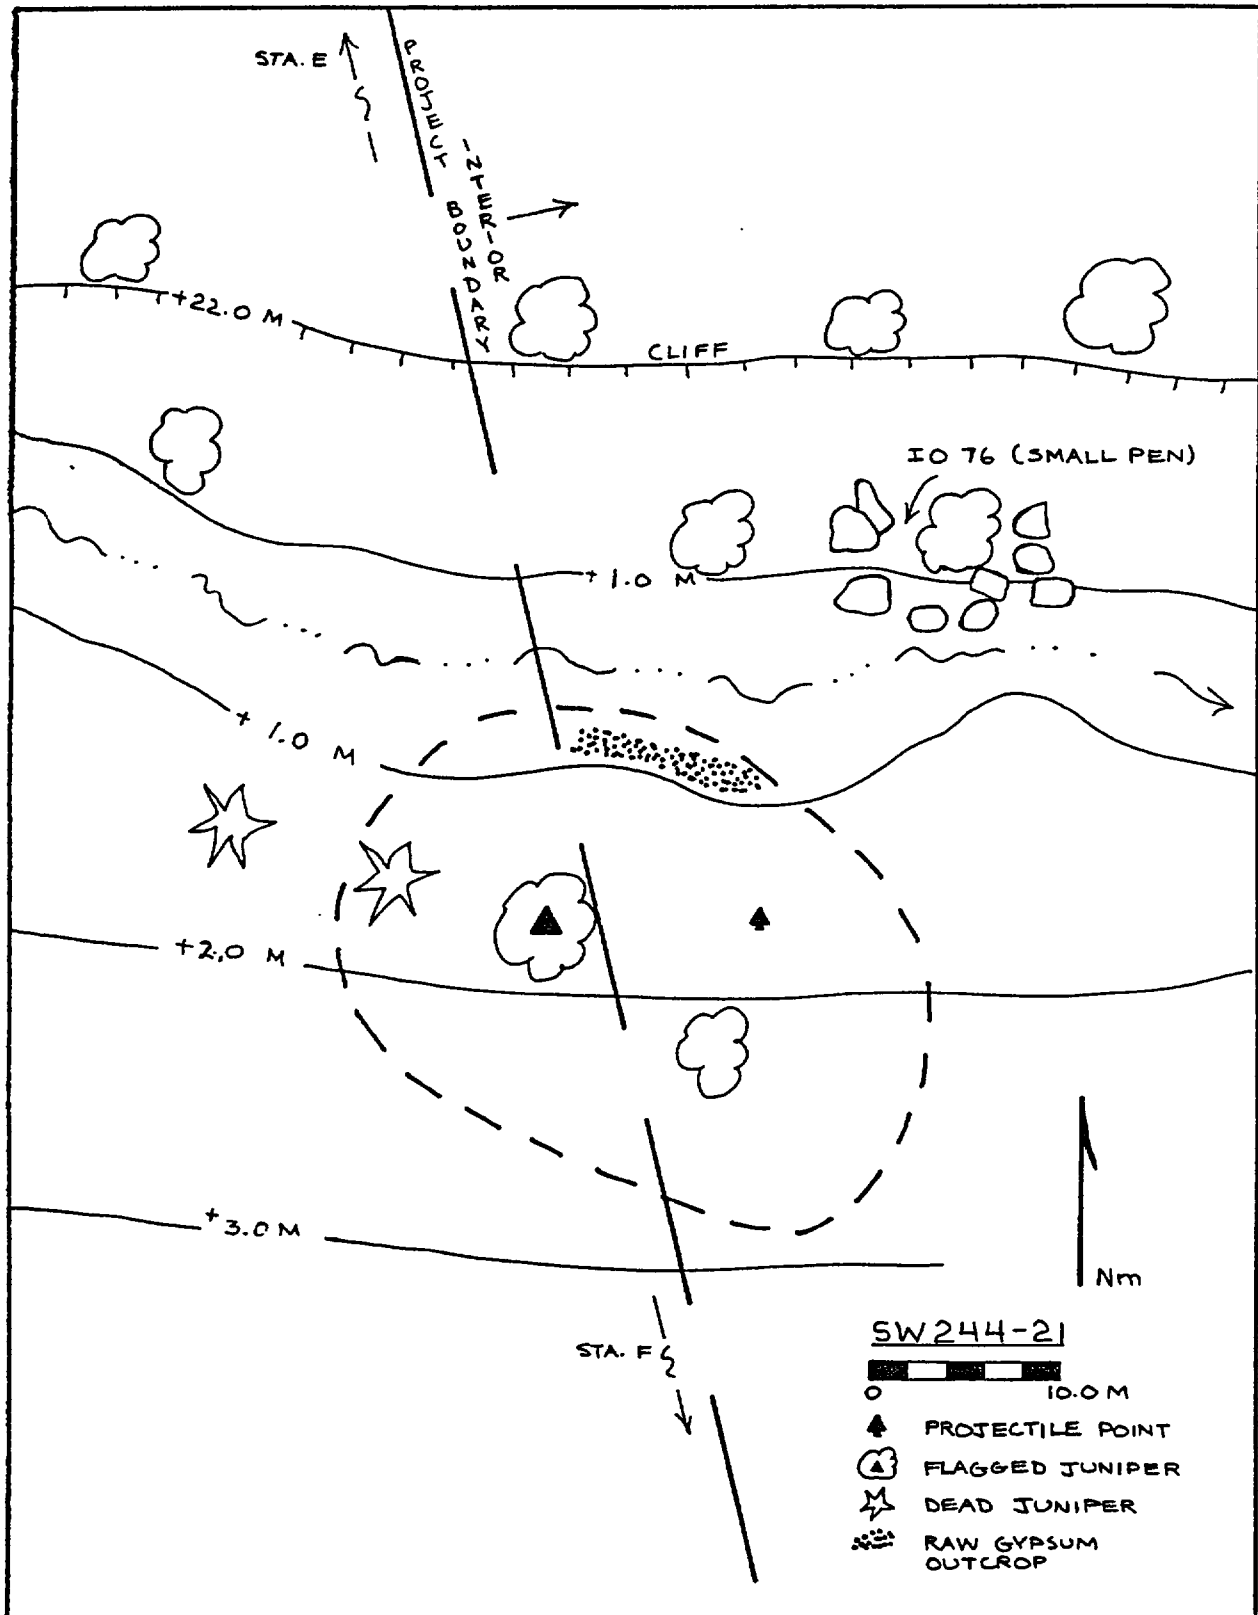 STA. E
PROJECT BOUNDARY
INTERIOR
+22.0 M
CLIFF
IO 76 (SMALL PEN)
+ 1.0 M
+ 1.0 M
+2.0 M
+3.0 M
Nm
STA. F
SW244-21
0 10.0 M
PROJECTILE POINT
FLAGGED JUNIPER
DEAD JUNIPER
RAW GYPSUM
OUTCROP